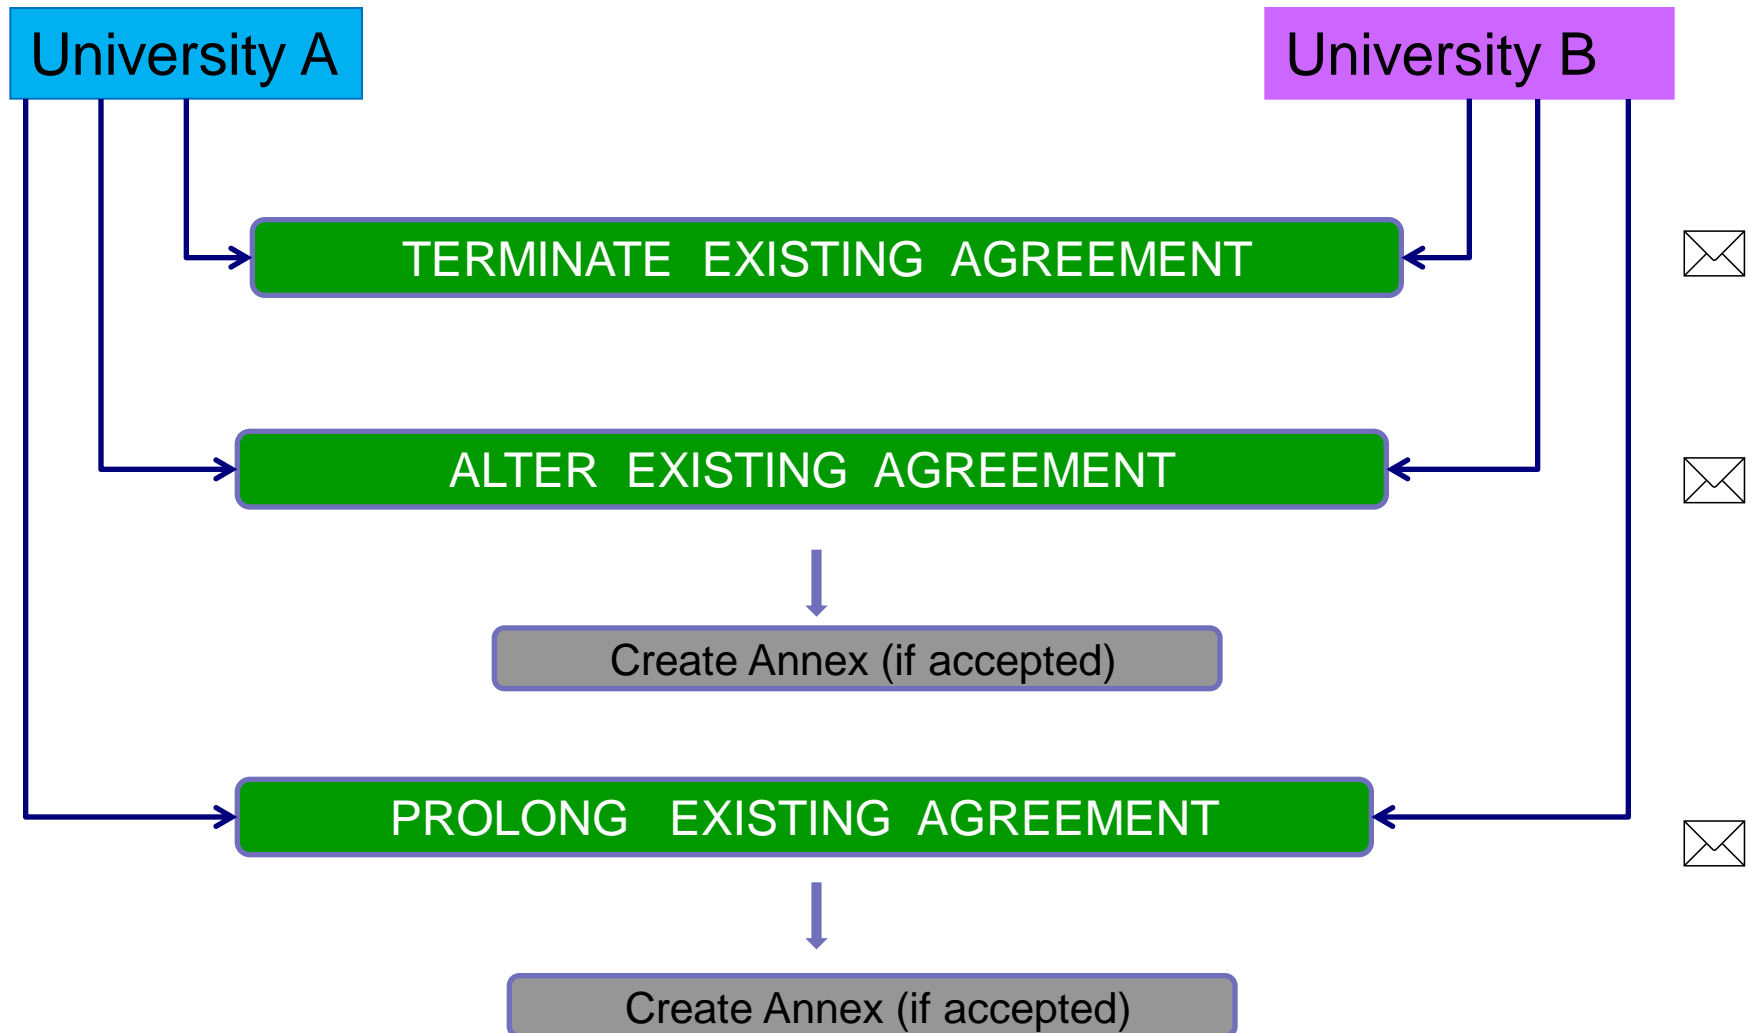 University A
University B
TERMINATE EXISTING AGREEMENT
ALTER EXISTING AGREEMENT
Create Annex (if accepted)
PROLONG EXISTING AGREEMENT
Create Annex (if accepted)